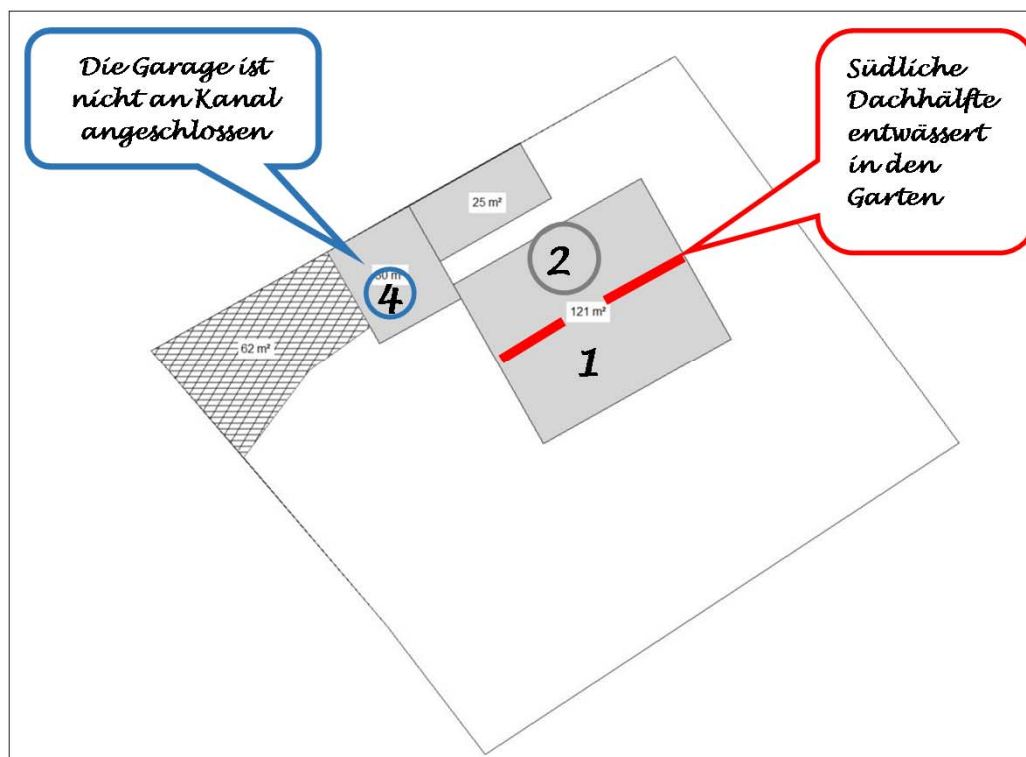 Die Garage ist
nicht an Kanal
angeschlossen
Südliche
Dachhälfte
entwässert
in den
Garten
25 m²
2
4
121 m²
62 m²
1